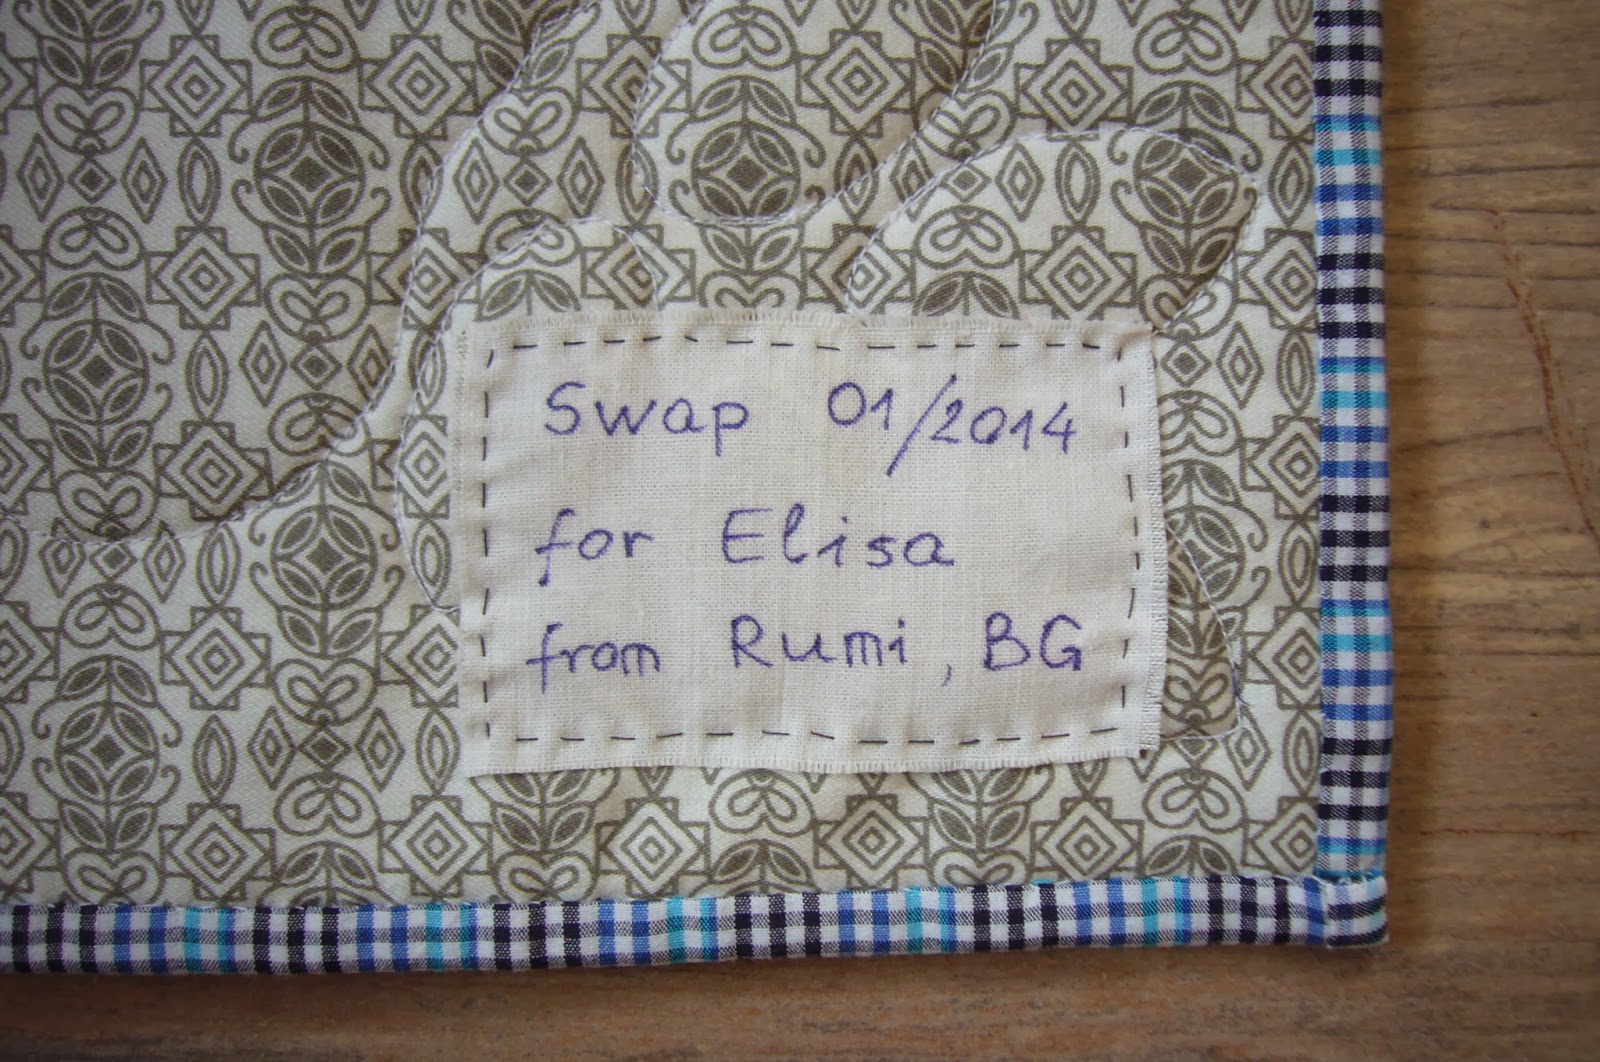 Swap 01/2014
for Elisa
from Rumi, BG